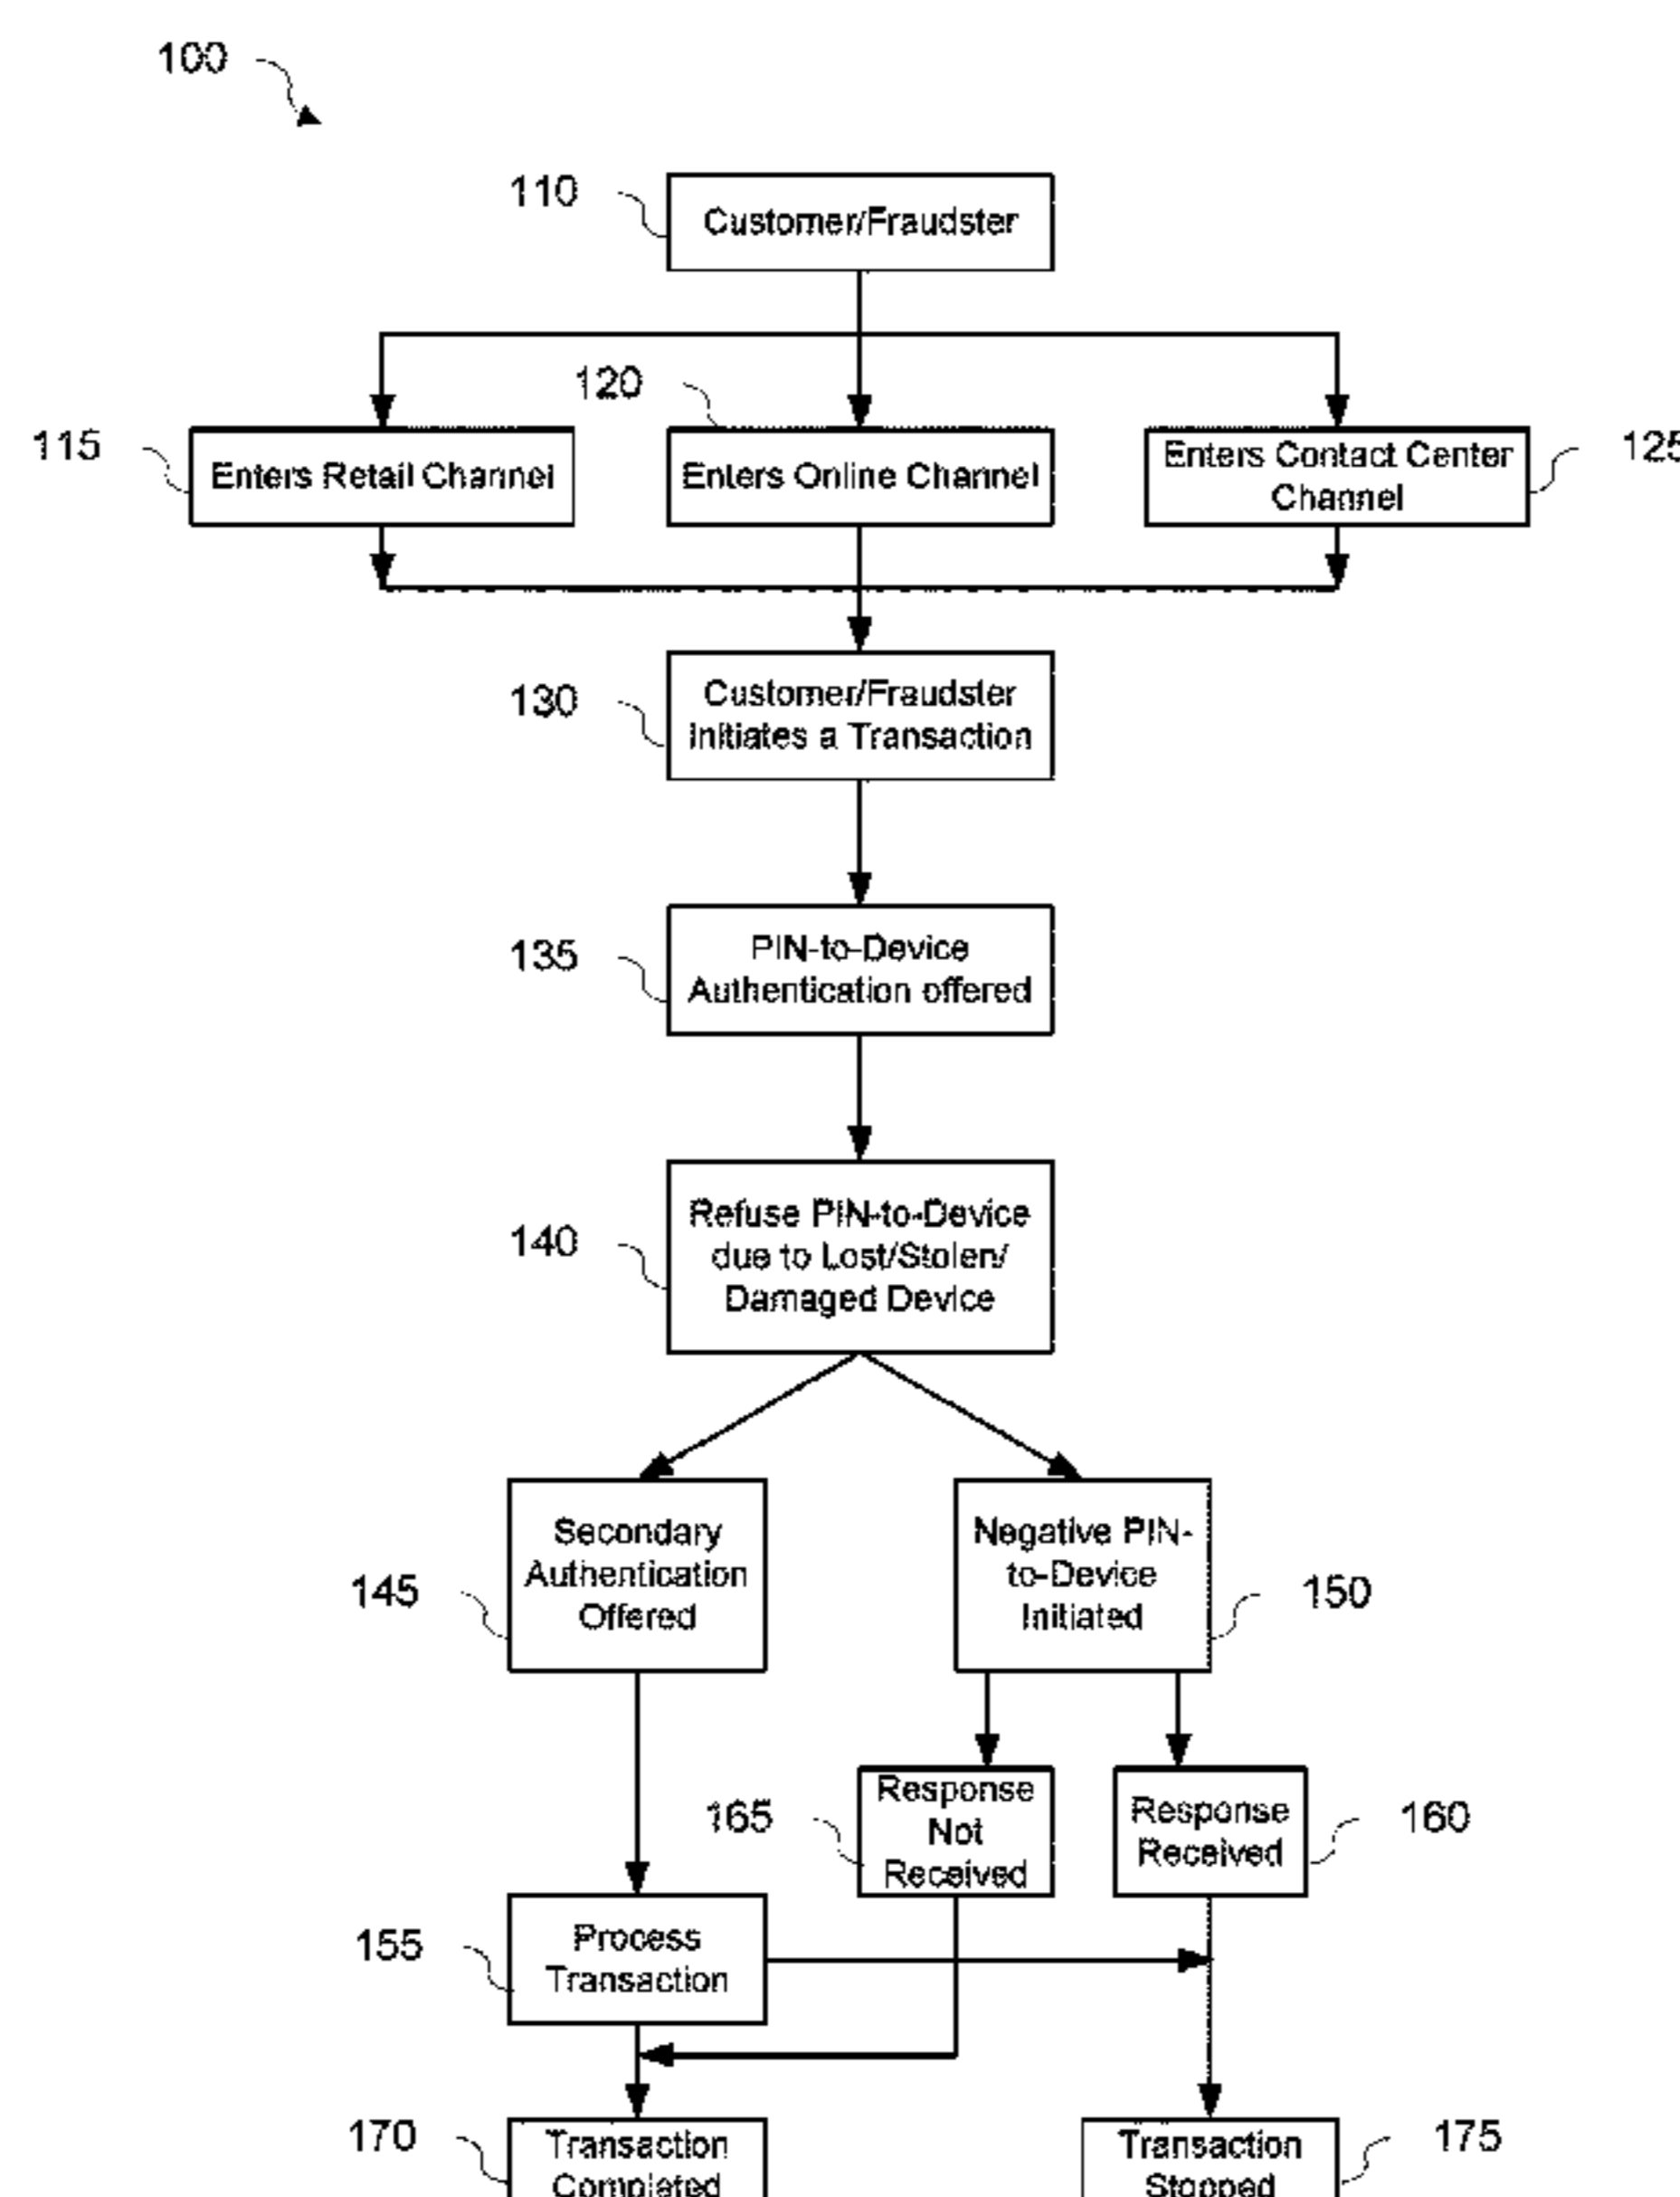 100
110
Customer/Fraudster
120
115
Enters Retail Channel
Enters Online Channel
Enters Contact Center
Channel
125
130
Customer/Fraudster
Initiates a Transaction
135
PIN-to-Device
Authentication offered
140
Refuse PIN-to-Device
due to Lost/Stolen/
Damaged Device
145
Secondary
Authentication
Offered
Negative PIN-
to-Device
Initiated
150
165
Response
Not
Received
Response
Received
160
155
Process
Transaction
170
Transaction
Completed
Transaction
Stopped
175